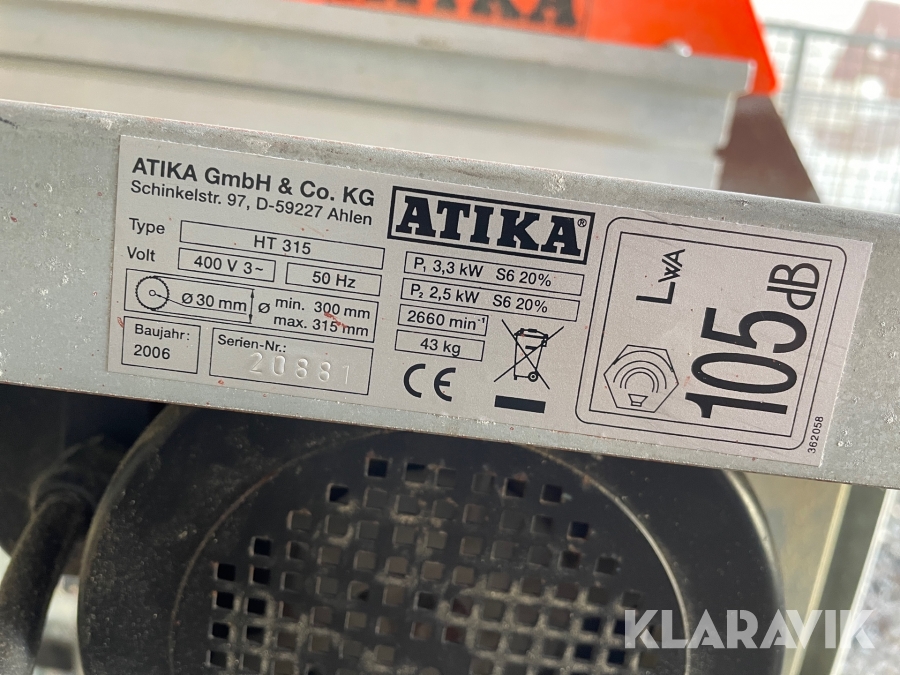 ATIKA
ATIKA GmbH & Co. KG
Schinkelstr. 97, D-59227 Ahlen
ATIKA®
Type HT 315
Volt 400 V 3~ 50 Hz
Ø 30 mm Ø min. 300 mm
max. 315 mm
Baujahr:
2006
Serien-Nr.:
20881
P₁ 3,3 kW S6 20%
P₂ 2,5 kW S6 20%
2660 min⁻¹
43 kg
CE
LWA
105 dB
362058
KLARAVIK